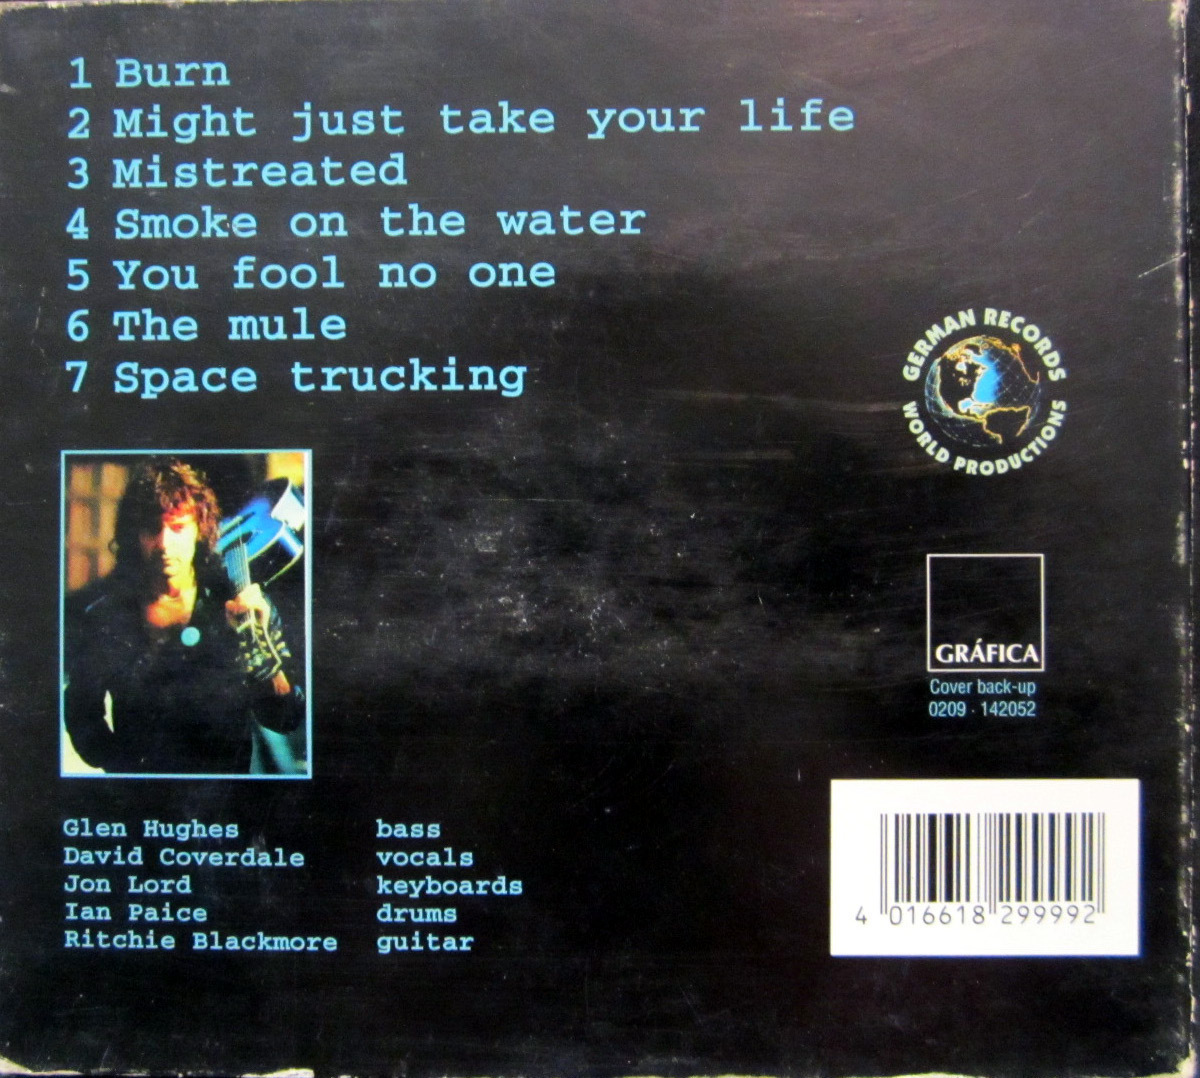 1 Burn
2 Might just take your life
3 Mistreated
4 Smoke on the water
5 You fool no one
6 The mule
7 Space trucking
GERMAN RECORDS
WORLD PRODUCTIONS
GRÁFICA
Cover back-up
0209 · 142052
Glen Hughes bass
David Coverdale vocals
Jon Lord keyboards
Ian Paice drums
Ritchie Blackmore guitar
4 016618 299992